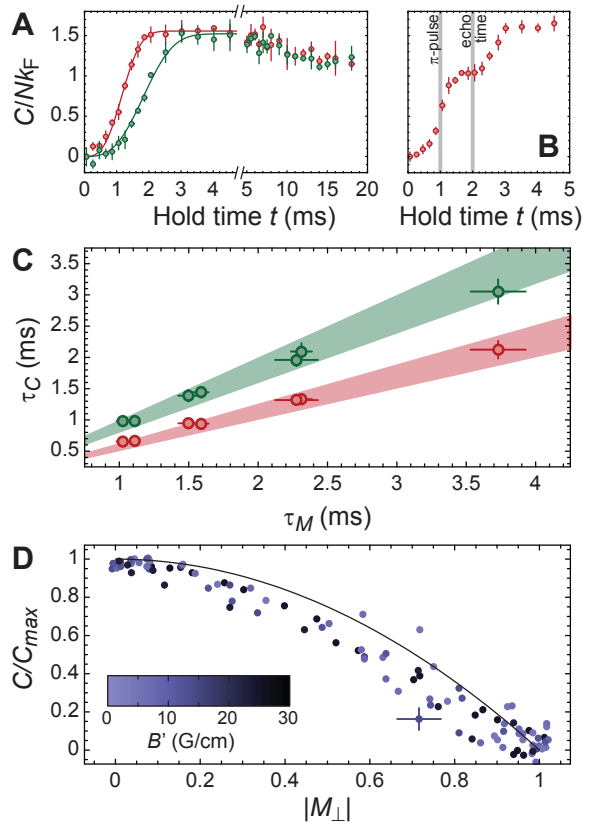 A
C/Nk_F
1.5
1
0.5
0
0 1 2 3 4 5 10 15 20
Hold time t (ms)
π-pulse
echo time
B
0 1 2 3 4 5
Hold time t (ms)
C
τ_C (ms)
3.5
3
2.5
2
1.5
1
0.5
1 1.5 2 2.5 3 3.5 4
τ_M (ms)
D
C/C_max
1
0.8
0.6
0.4
0.2
0
0 10 20 30
B' (G/cm)
0 0.2 0.4 0.6 0.8 1
|M_⊥|